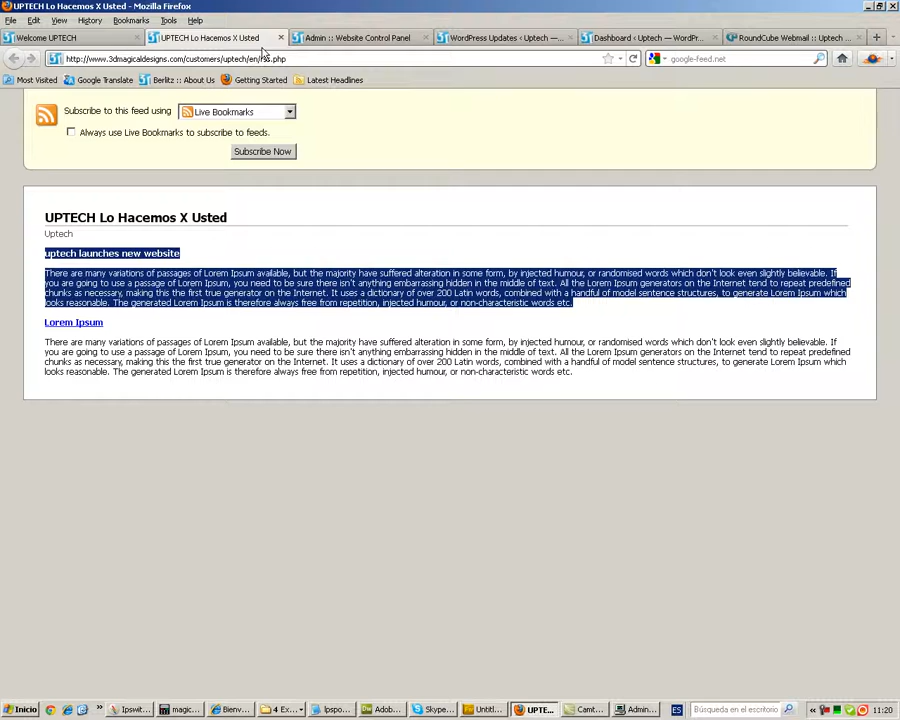 UPTECH Lo Hacemos X Usted - Mozilla Firefox
File Edit View History Bookmarks Tools Help
Welcome UPTECH
UPTECH Lo Hacemos X Usted
Admin :: Website Control Panel
WordPress Updates ‹ Uptech —...
Dashboard ‹ Uptech — WordPr...
RoundCube Webmail :: Uptech ...
http://www.3dmagicaldesigns.com/customers/uptech/en/rss.php
google-feed.net
Most Visited Google Translate Berlitz :: About Us Getting Started Latest Headlines
Subscribe to this feed using Live Bookmarks
Always use Live Bookmarks to subscribe to feeds.
Subscribe Now
UPTECH Lo Hacemos X Usted
Uptech
uptech launches new website
There are many variations of passages of Lorem Ipsum available, but the majority have suffered alteration in some form, by injected humour, or randomised words which don't look even slightly believable. If
you are going to use a passage of Lorem Ipsum, you need to be sure there isn't anything embarrassing hidden in the middle of text. All the Lorem Ipsum generators on the Internet tend to repeat predefined
chunks as necessary, making this the first true generator on the Internet. It uses a dictionary of over 200 Latin words, combined with a handful of model sentence structures, to generate Lorem Ipsum which
looks reasonable. The generated Lorem Ipsum is therefore always free from repetition, injected humour, or non-characteristic words etc.
Lorem Ipsum
There are many variations of passages of Lorem Ipsum available, but the majority have suffered alteration in some form, by injected humour, or randomised words which don't look even slightly believable. If
you are going to use a passage of Lorem Ipsum, you need to be sure there isn't anything embarrassing hidden in the middle of text. All the Lorem Ipsum generators on the Internet tend to repeat predefined
chunks as necessary, making this the first true generator on the Internet. It uses a dictionary of over 200 Latin words, combined with a handful of model sentence structures, to generate Lorem Ipsum which
looks reasonable. The generated Lorem Ipsum is therefore always free from repetition, injected humour, or non-characteristic words etc.
Inicio » Ipswit... magic... Bienv... 4 Ex... lpspo... Adob... Skype... Untitl... UPTE... Camt... Admin... ES Búsqueda en el escritorio « 11:20